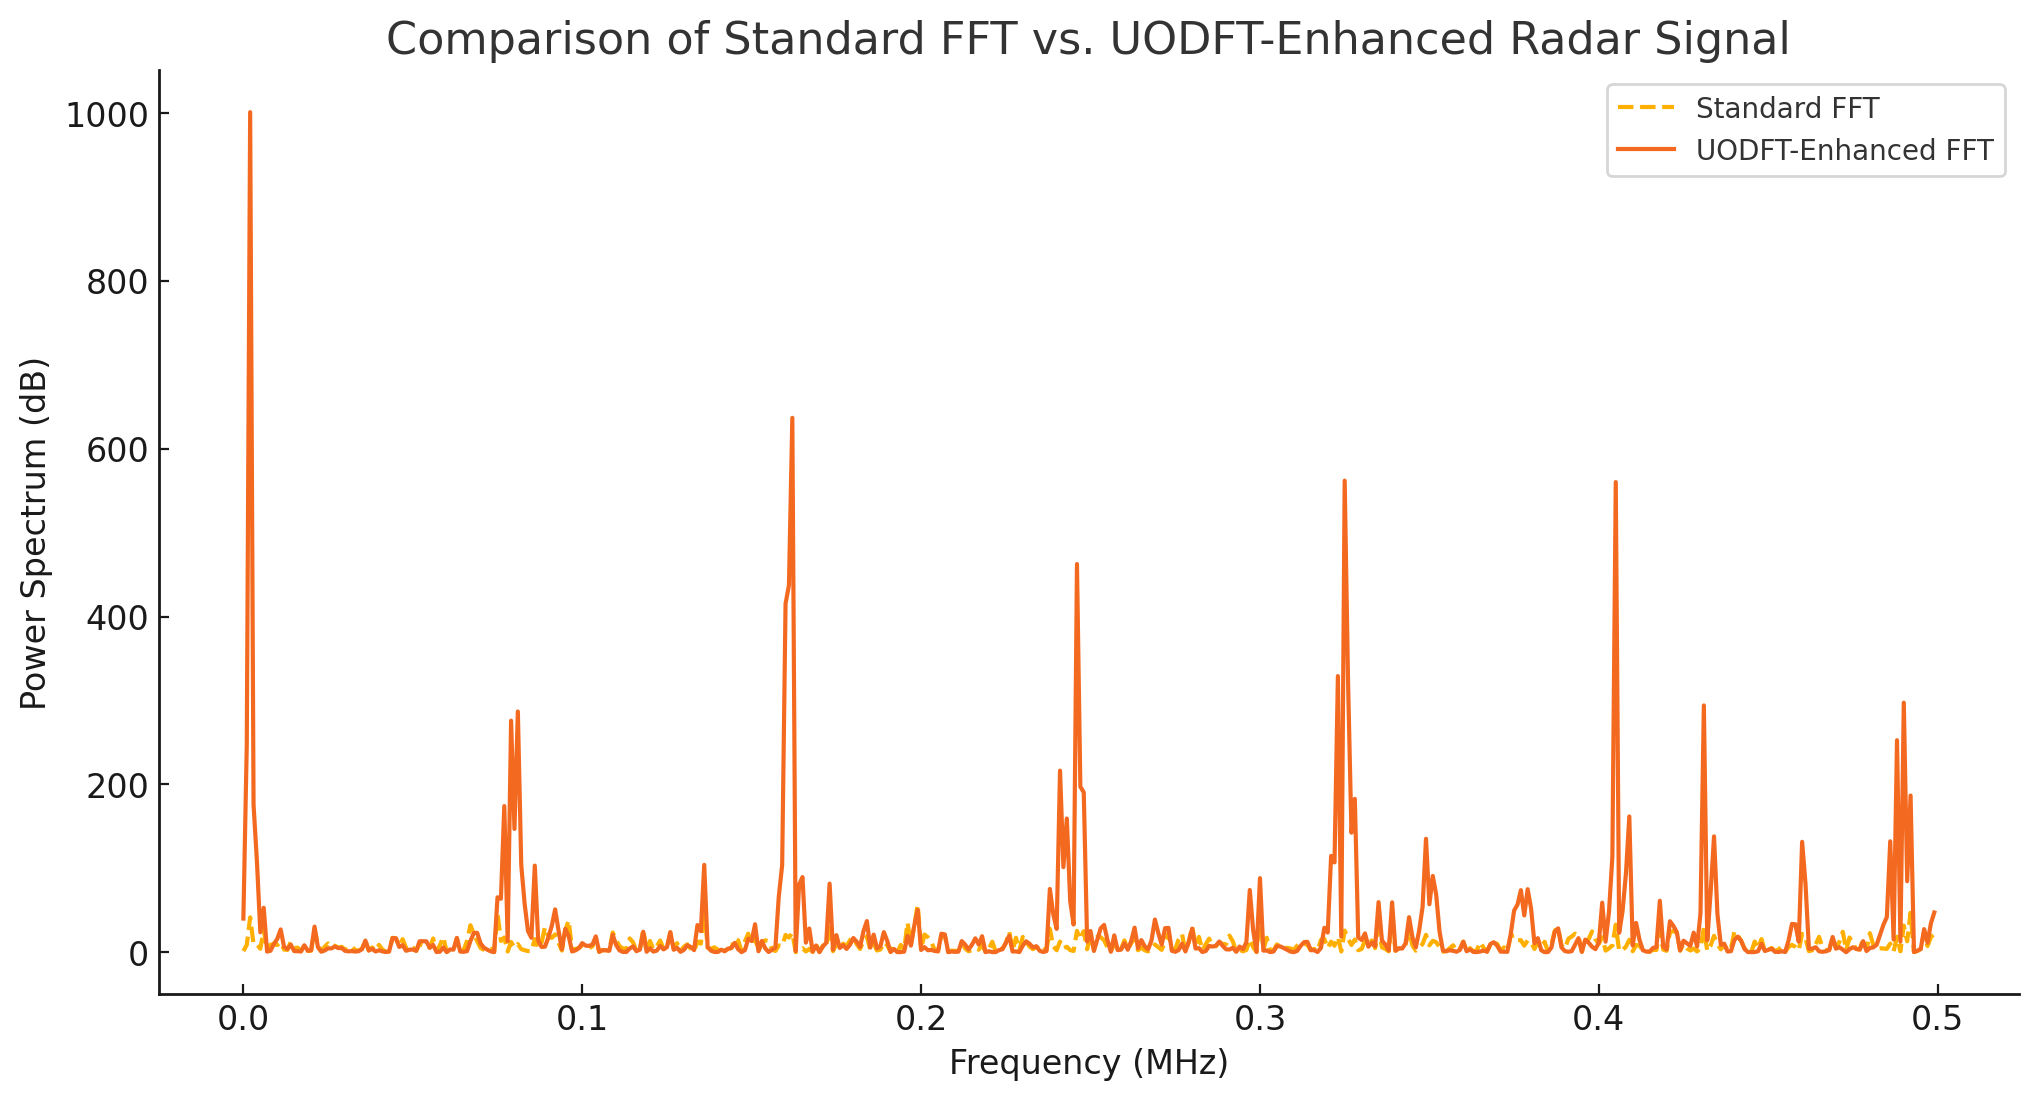 Comparison of Standard FFT vs. UODFT-Enhanced Radar Signal
Standard FFT
UODFT-Enhanced FFT
Power Spectrum (dB)
1000
800
600
400
200
0
0.0 0.1 0.2 0.3 0.4 0.5
Frequency (MHz)